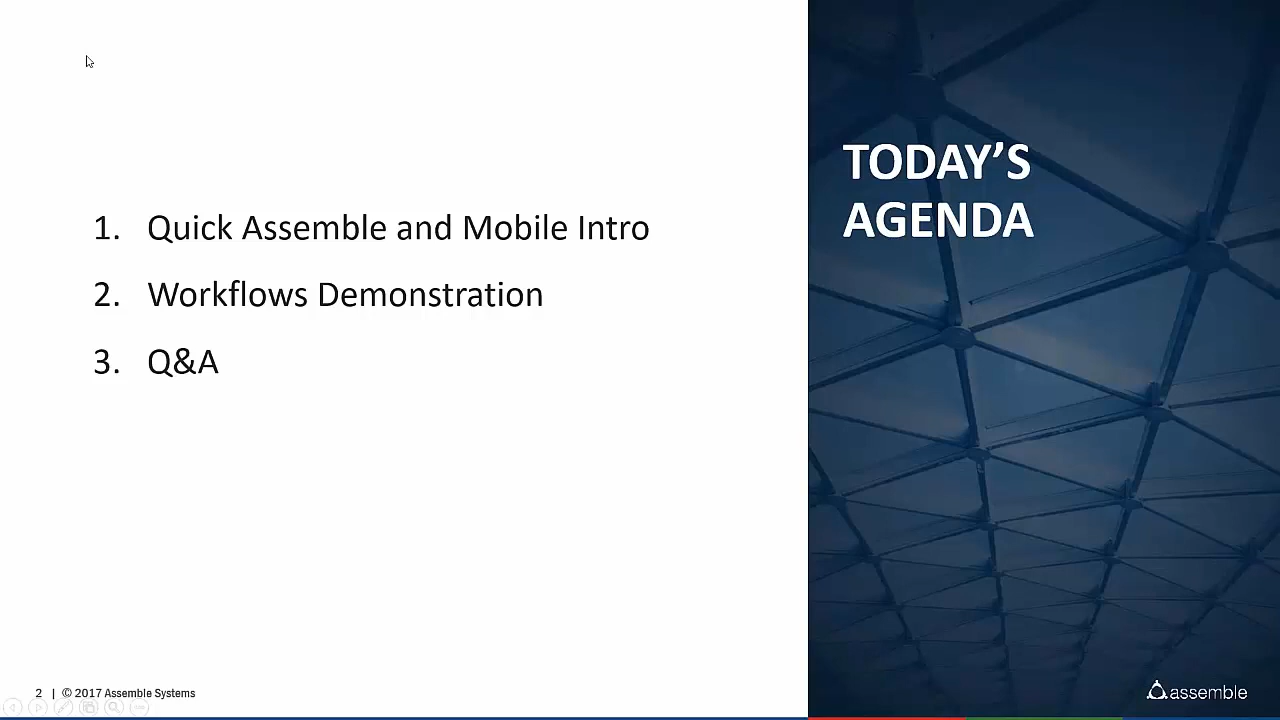 TODAY’S
AGENDA
1. Quick Assemble and Mobile Intro
2. Workflows Demonstration
3. Q&A
2 | © 2017 Assemble Systems
assemble